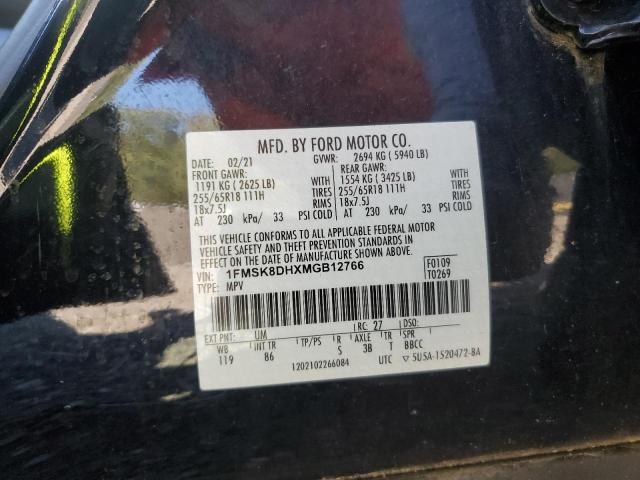 MFD. BY FORD MOTOR CO.
DATE: 02/21 GVWR: 2694 KG ( 5940 LB)
FRONT GAWR: REAR GAWR:
1191 KG ( 2625 LB) WITH 1554 KG ( 3425 LB) WITH
255/65R18 111H TIRES 255/65R18 111H TIRES
18x7.5J RIMS 18x7.5J RIMS
AT 230 kPa/ 33 PSI COLD AT 230 kPa/ 33 PSI COLD
THIS VEHICLE CONFORMS TO ALL APPLICABLE FEDERAL MOTOR
VEHICLE SAFETY AND THEFT PREVENTION STANDARDS IN
EFFECT ON THE DATE OF MANUFACTURE SHOWN ABOVE.
VIN: 1FMSK8DHXMGB12766 F0109
TYPE: MPV T0269
EXT PNT: UM RC: 27 DSO:
WB INT TR TP/PS R AXLE TR SPR
119 86 S 3B T BBCC
1202102266084 UTC ▽ 5U5A-1520472-BA